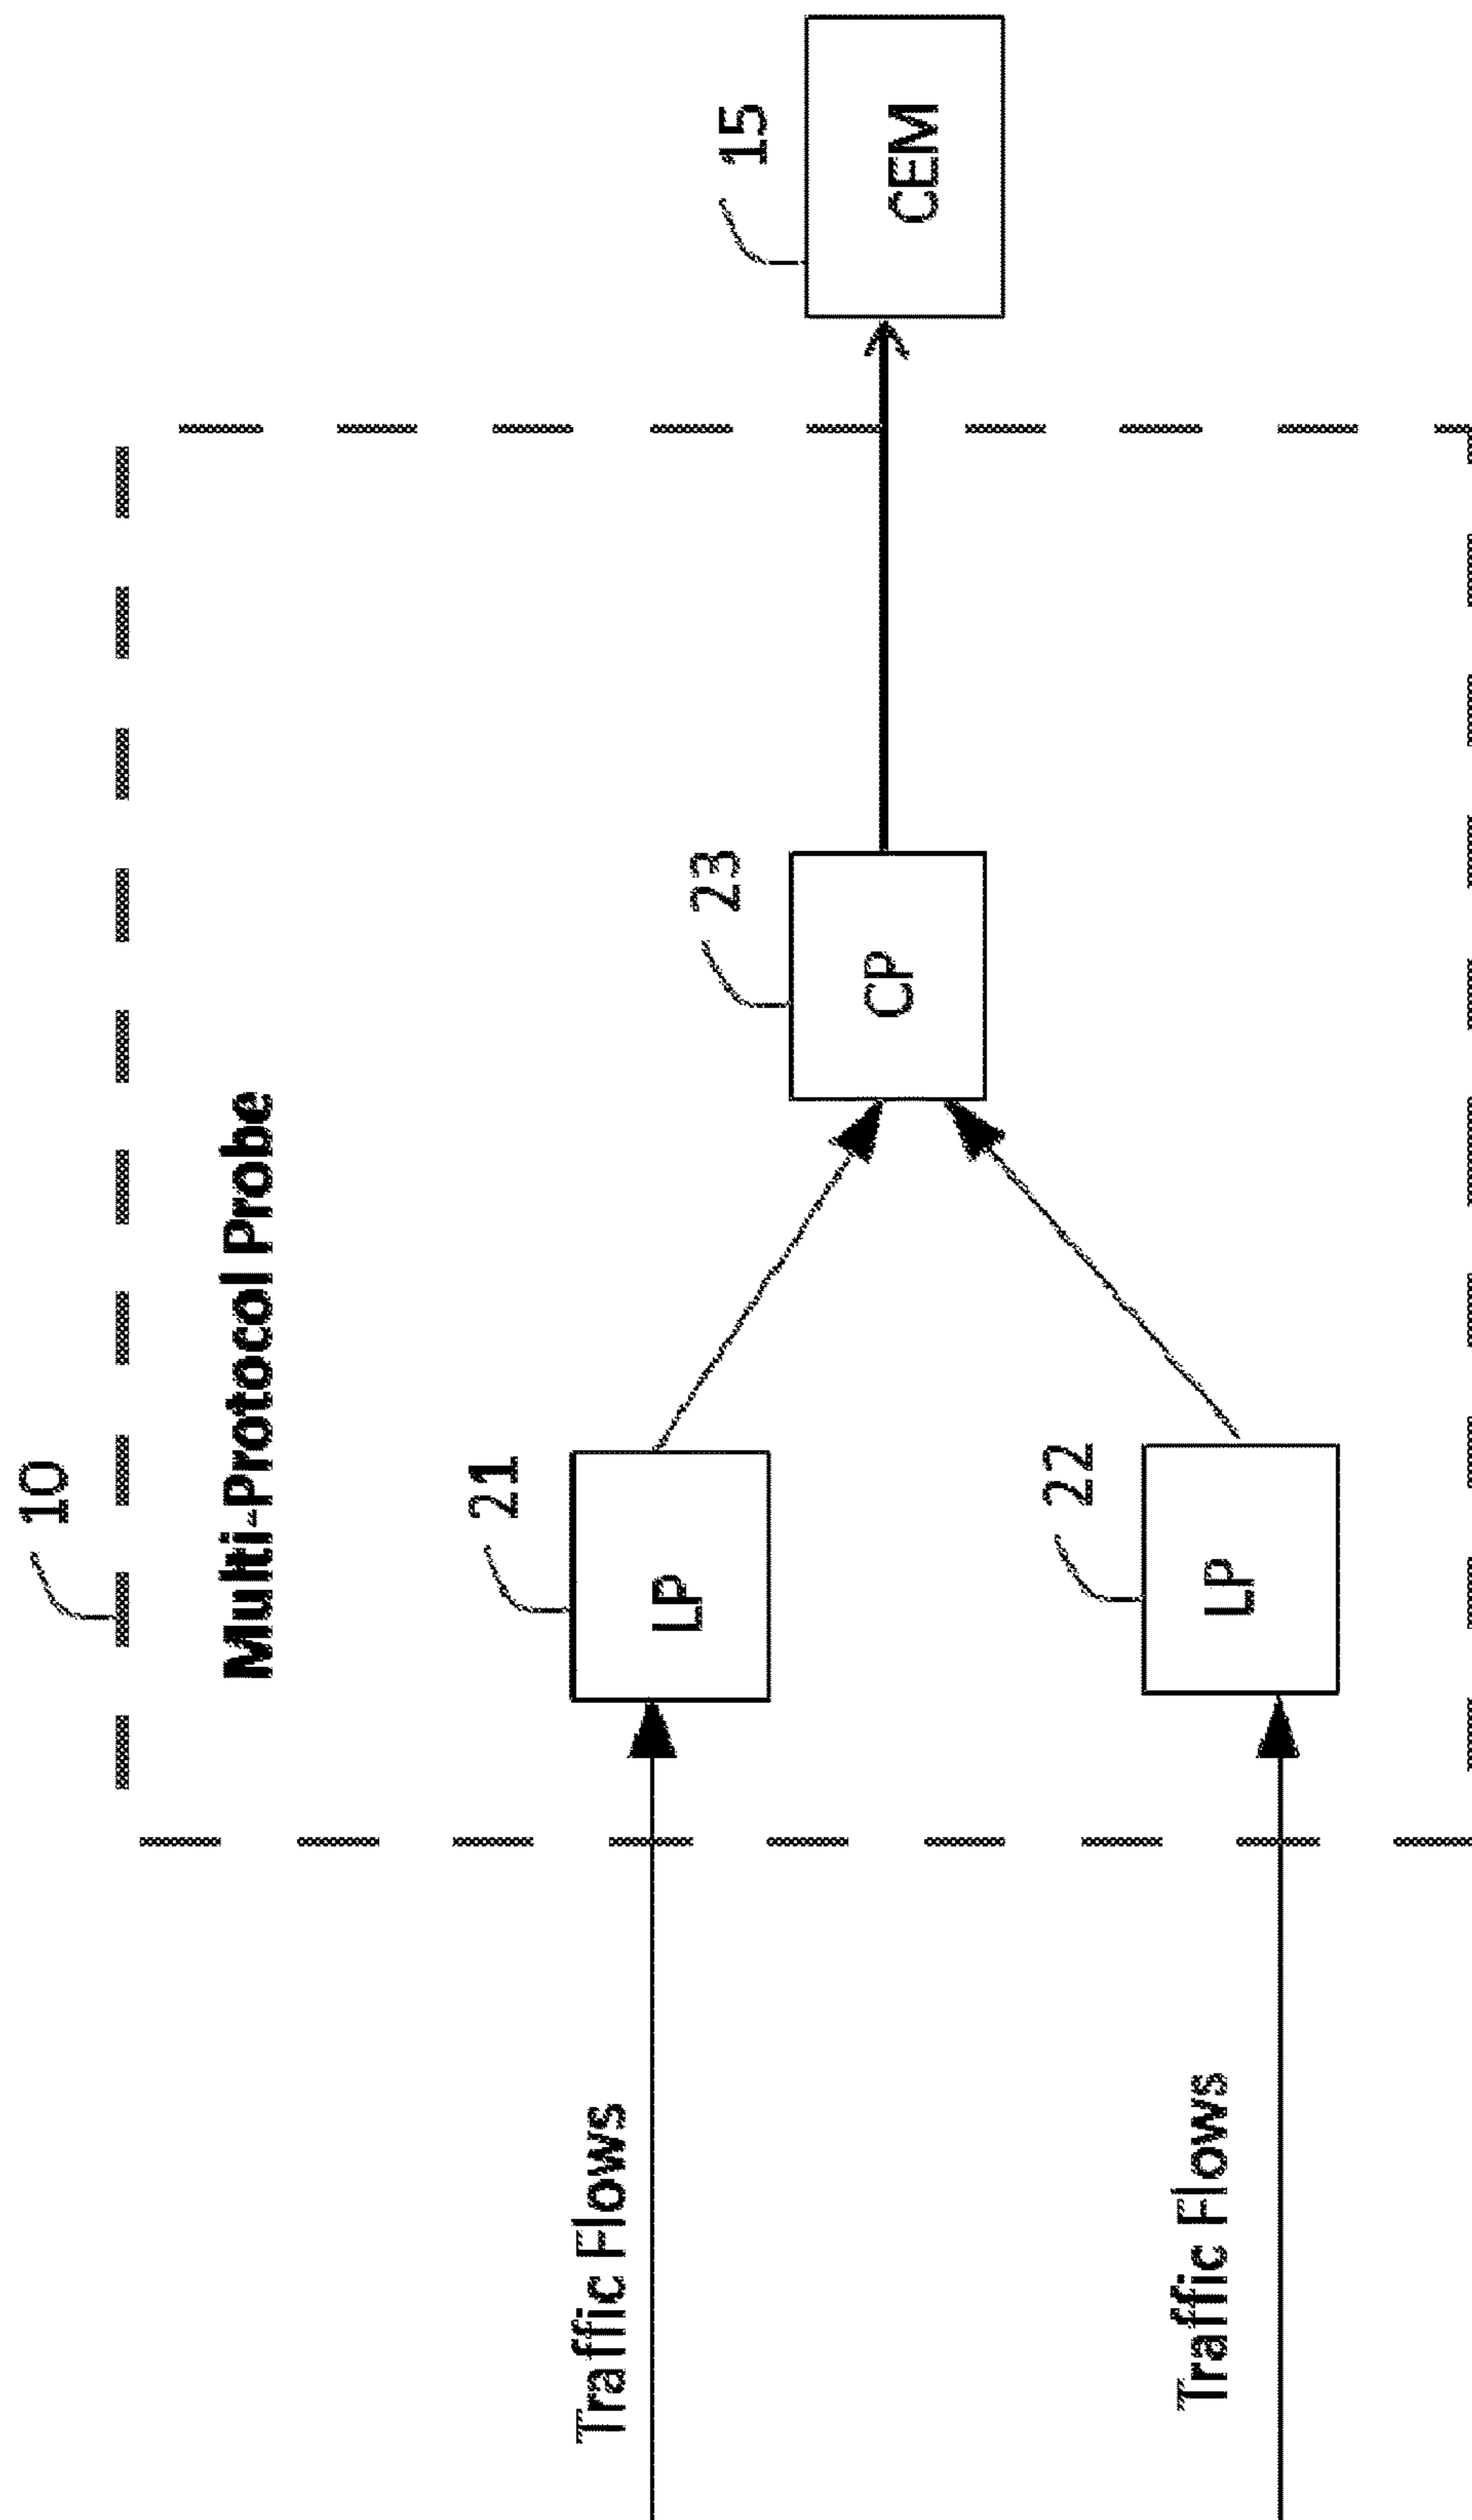 10
Multi-Protocol Probe
21
LP
Traffic Flows
23
CP
15
CEM
22
LP
Traffic Flows